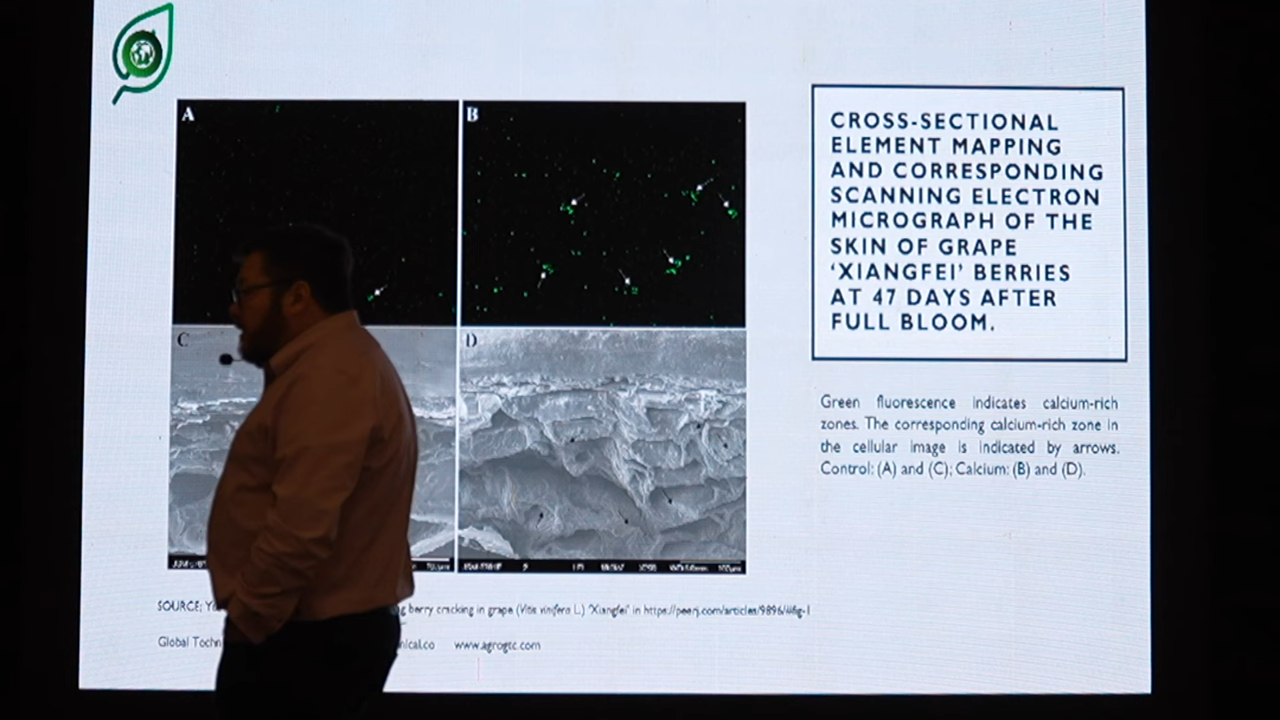 A
B
CROSS-SECTIONAL
ELEMENT MAPPING
AND CORRESPONDING
SCANNING ELECTRON
MICROGRAPH OF THE
SKIN OF GRAPE
‘XIANGFEI’ BERRIES
AT 47 DAYS AFTER
FULL BLOOM.
C
D
Green fluorescence indicates calcium-rich
zones. The corresponding calcium-rich zone in
the cellular image is indicated by arrows.
Control: (A) and (C); Calcium: (B) and (D).
SOURCE; berry cracking in grape (Vitis vinifera L.) ‘Xiangfei’ in https://peerj.com/articles/9896/#fig-1
Global www.agrogtc.com